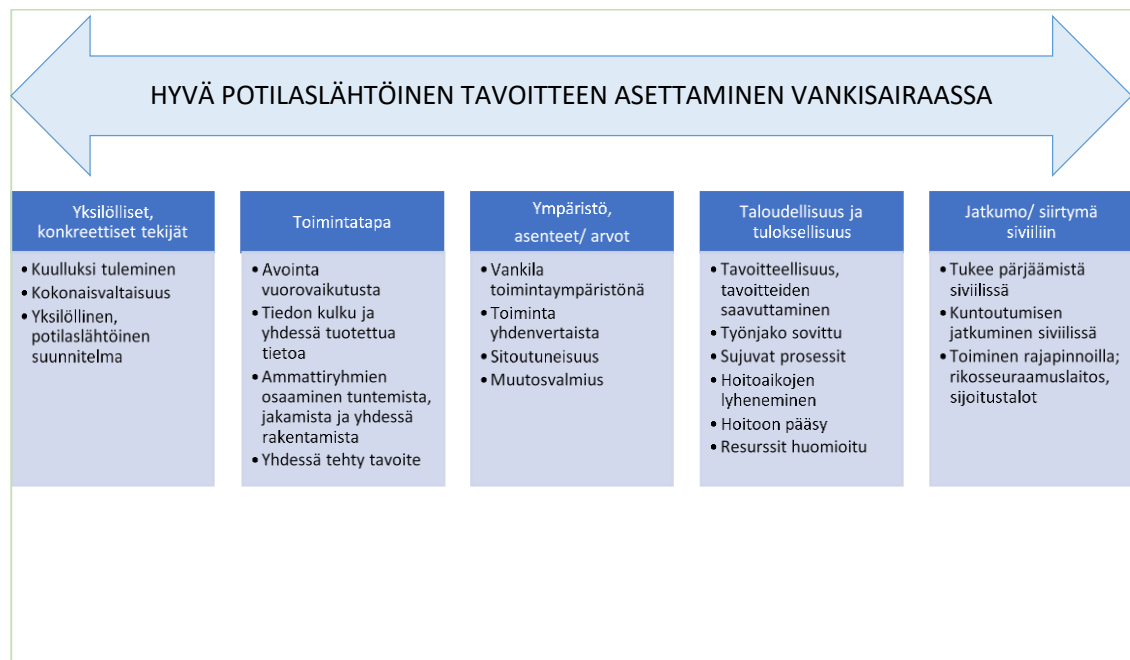 HYVÄ POTILASLÄHTÖINEN TAVOITTEEN ASETTAMINEN VANKISAIRAASSA
Yksilölliset,
konkreettiset tekijät
• Kuulluksi tuleminen
• Kokonaisvaltaisuus
• Yksilöllinen,
potilaslähtöinen
suunnitelma
Toimintatapa
• Avointa
vuorovaikutusta
• Tiedon kulku ja
yhdessä tuotettua
tietoa
• Ammattiryhmien
osaaminen tuntemista,
jakamista ja yhdessä
rakentamista
• Yhdessä tehty tavoite
Ympäristö,
asenteet/ arvot
• Vankila
toimintaympäristönä
• Toiminta
yhdenvertaista
• Sitoutuneisuus
• Muutosvalmius
Taloudellisuus ja
tuloksellisuus
• Tavoitteellisuus,
tavoitteiden
saavuttaminen
• Työnjako sovittu
• Sujuvat prosessit
• Hoitoaikojen
lyheneminen
• Hoitoon pääsy
• Resurssit huomioitu
Jatkumo/ siirtymä
siviiliin
• Tukee pärjäämistä
siviilissä
• Kuntoutumisen
jatkuminen siviilissä
• Toiminen rajapinnoilla;
rikosseuraamuslaitos,
sijoitustalot